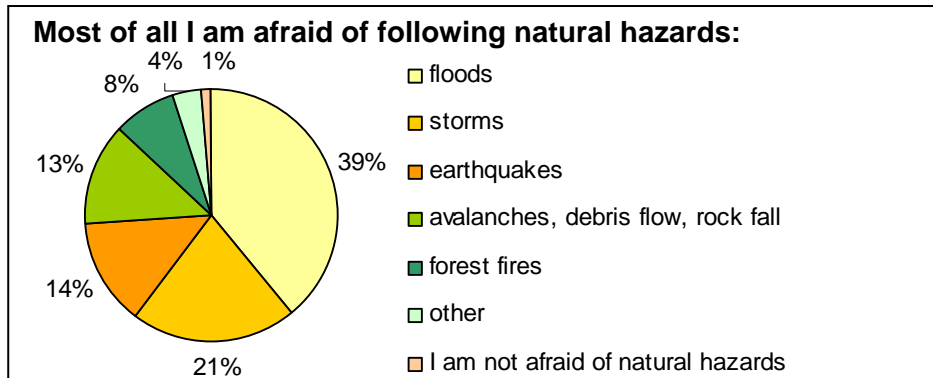 Most of all I am afraid of following natural hazards:
4% 1%
8%
13%
39%
14%
21%
floods
storms
earthquakes
avalanches, debris flow, rock fall
forest fires
other
I am not afraid of natural hazards